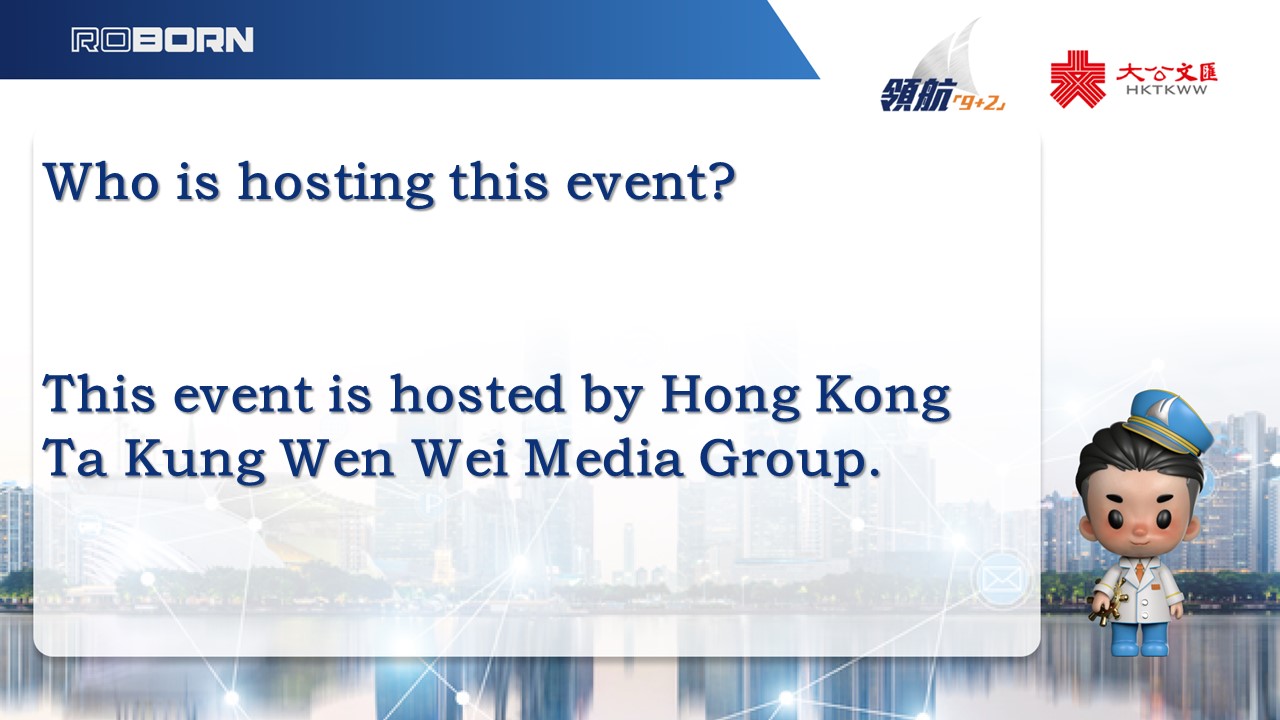 ROBORN
領航「9+2」
大公文匯
HKTKWW
Who is hosting this event?
This event is hosted by Hong Kong
Ta Kung Wen Wei Media Group.